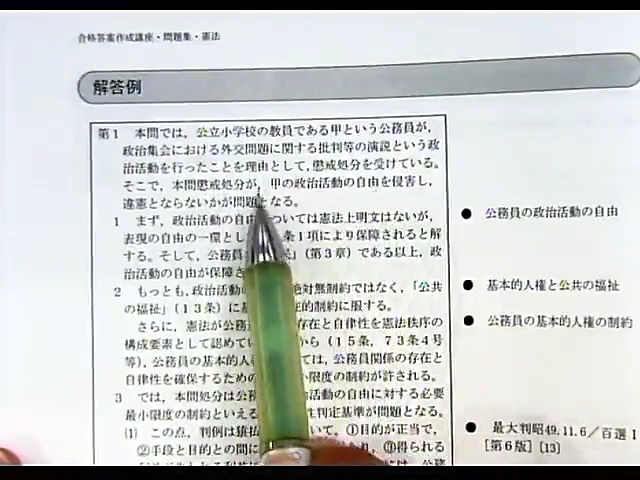 合格答案作成講座・問題集・憲法
解答例
第1 本問では、公立小学校の教員である甲という公務員が、
政治集会における外交問題に関する批判等の演説という政
治活動を行ったことを理由として、懲戒処分を受けている。
そこで、本問懲戒処分が、甲の政治活動の自由を侵害し、
違憲とならないかが問題となる。
1 まず、政治活動の自由 ついては憲法上明文はないが、
表現の自由の一環とし 条1項により保障されると解
する。そして、公務員 」(第3章)である以上、政
治活動の自由が保障さ
2 もっとも、政治活動の 対無制約ではなく、「公共
の福祉」(13条)に 在的制約に服する。
さらに、憲法が公務 存在と自律性を憲法秩序の
構成要素として認めてい から(15条、73条4号
等)、公務員の基本的人 ては、公務員関係の存在と
自律性を確保するための 小限度の制約が許される。
3 では、本問処分は公務 活動の自由に対する必要
最小限度の制約といえる 性判定基準が問題となる。
(1) この点、判例は猿払 いて、①目的が正当で、
②手段と目的との間に ③得られる
● 公務員の政治活動の自由
● 基本的人権と公共の福祉
● 公務員の基本的人権の制約
● 最大判昭49.11.6/百選Ⅰ
[第6版] [13]